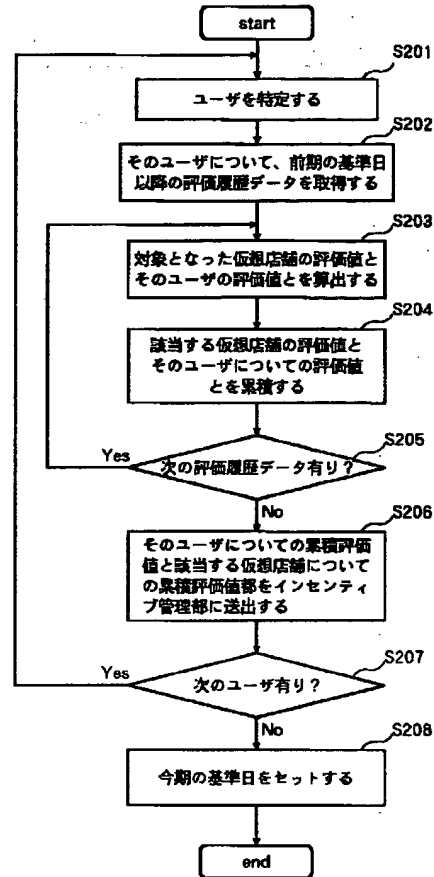 start
S201
ユーザを特定する
S202
そのユーザについて、前期の基準日
以降の評価履歴データを取得する
S203
対象となった仮想店舗の評価値と
そのユーザの評価値とを算出する
S204
該当する仮想店舗の評価値と
そのユーザについての評価値
とを累積する
S205
次の評価履歴データ有り?
Yes
No
S206
そのユーザについての累積評価
値と該当する仮想店舗について
の累積評価値都をインセンティ
ブ管理部に送出する
S207
次のユーザ有り?
Yes
No
S208
今期の基準日をセットする
end